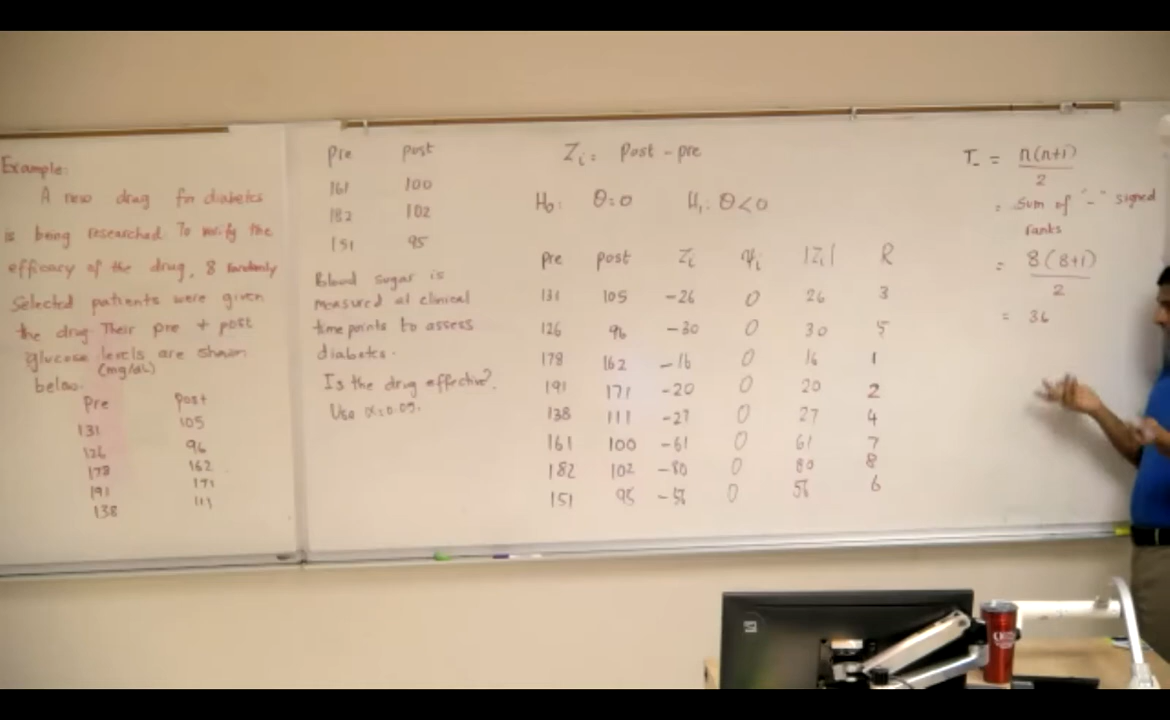 Example:
A new drug for diabetes
is being researched. To verify the
efficacy of the drug, 8 randomly
selected patients were given
the drug. Their pre + post
glucose levels are shown
below. (mg/dL)
Pre Post
131 105
126 96
178 162
191 171
138 111
Pre Post
161 100
182 102
151 95
Blood sugar is
measured at clinical
time points to assess
diabetes.
Is the drug effective?
Use α=0.05.
Zi = Post - pre
H₀: θ=0 H₁: θ<0
Pre post Zi ψi |Zi| R
131 105 -26 0 26 3
126 96 -30 0 30 5
178 162 -16 0 16 1
191 171 -20 0 20 2
138 111 -27 0 27 4
161 100 -61 0 61 7
182 102 -80 0 80 8
151 95 -56 0 56 6
T₋ = n(n+1)
2
= Sum of "-" signed
ranks
= 8(8+1)
2
= 36